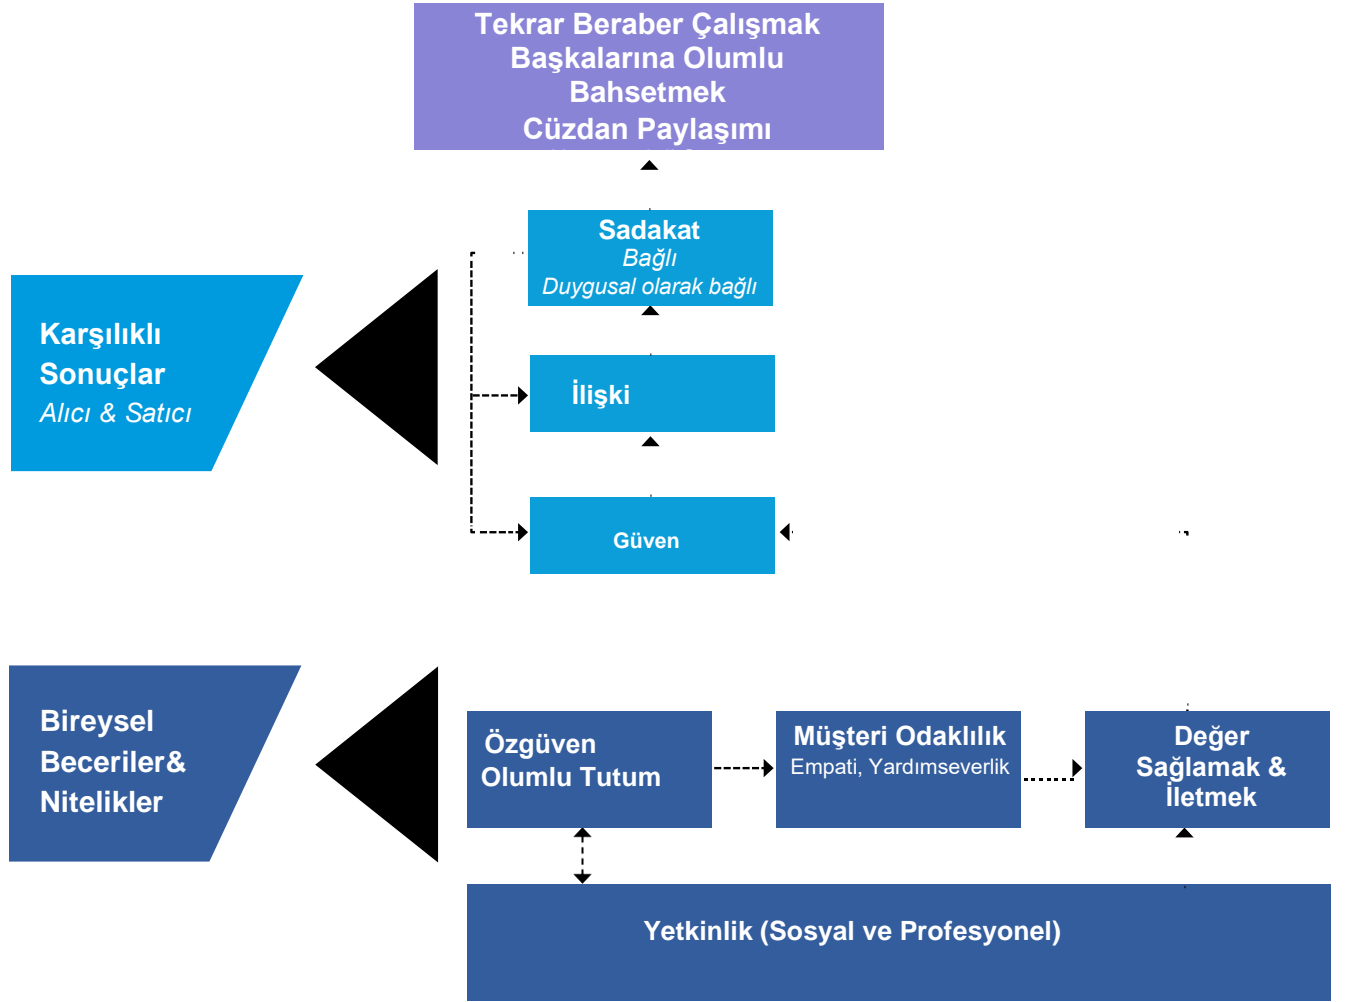 Tekrar Beraber Çalışmak
Başkalarına Olumlu
Bahsetmek
Cüzdan Paylaşımı
Sadakat
Bağlı
Duygusal olarak bağlı
Karşılıklı
Sonuçlar
Alıcı & Satıcı
İlişki
Güven
Bireysel
Beceriler&
Nitelikler
Özgüven
Olumlu Tutum
Müşteri Odaklılık
Empati, Yardımseverlik
Değer
Sağlamak &
İletmek
Yetkinlik (Sosyal ve Profesyonel)